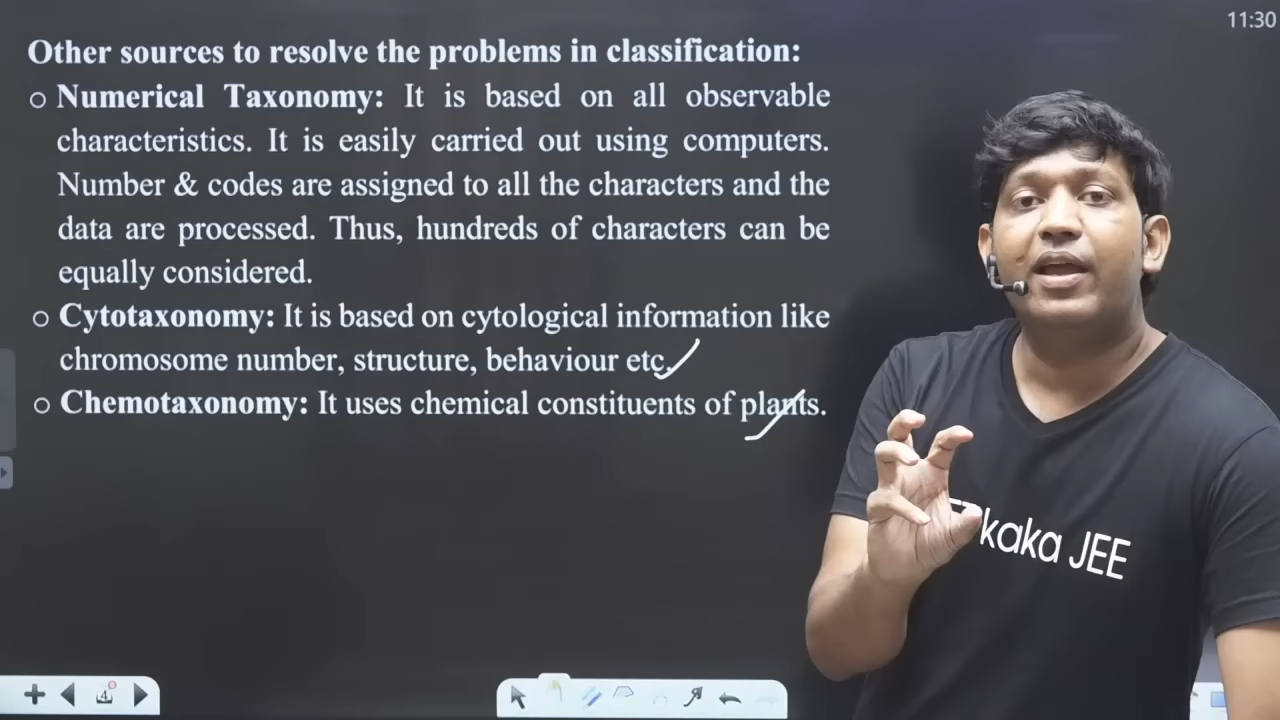 11:30
Other sources to resolve the problems in classification:
Numerical Taxonomy: It is based on all observable
characteristics. It is easily carried out using computers.
Number & codes are assigned to all the characters and the
data are processed. Thus, hundreds of characters can be
equally considered.
Cytotaxonomy: It is based on cytological information like
chromosome number, structure, behaviour etc.
Chemotaxonomy: It uses chemical constituents of plants.
kaka JEE
4